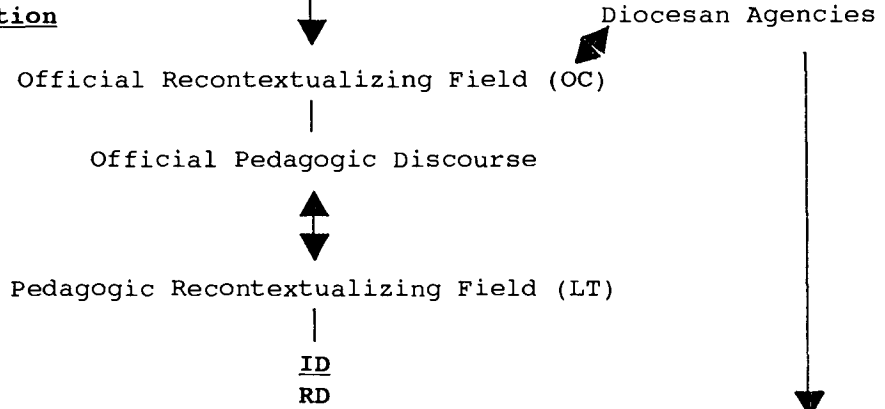 tion
Diocesan Agencies
Official Recontextualizing Field (OC)
Official Pedagogic Discourse
Pedagogic Recontextualizing Field (LT)
ID
RD